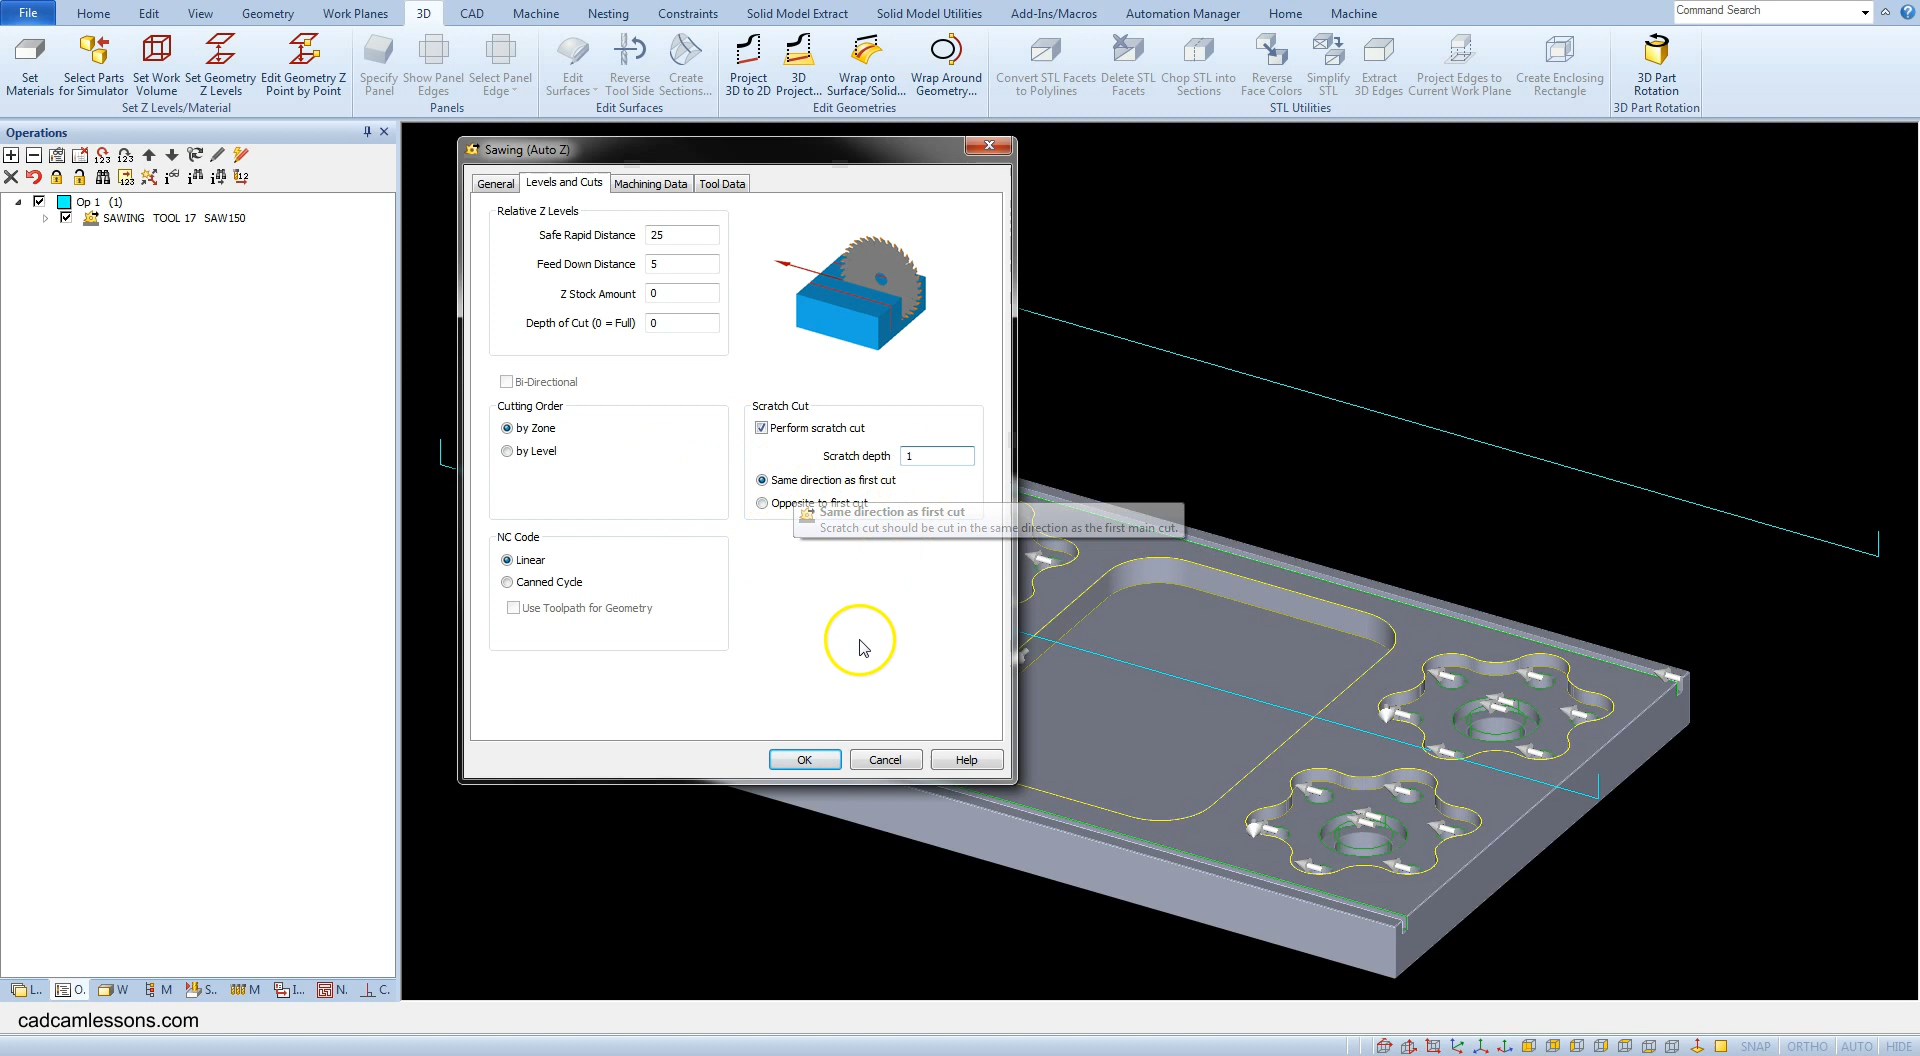 File Home Edit View Geometry Work Planes 3D CAD Machine Nesting Constraints Solid Model Extract Solid Model Utilities Add-Ins/Macros Automation Manager Home Machine Command Search
Set Materials
Select Parts for Simulator
Set Work Volume
Set Geometry Z Levels
Edit Geometry Z Point by Point
Specify Panel
Show Panel Edges
Select Panel Edge
Edit Surfaces
Reverse Tool Side
Create Sections...
Project 3D to 2D
3D Project...
Wrap onto Surface/Solid...
Wrap Around Geometry...
Convert STL Facets to Polylines
Delete STL Facets
Chop STL into Sections
Reverse Face Colors
Simplify STL
Extract 3D Edges
Project Edges to Current Work Plane
Create Enclosing Rectangle
3D Part Rotation
Set Z Levels/Material Panels Edit Surfaces Edit Geometries STL Utilities 3D Part Rotation
Operations
Op 1 (1)
SAWING TOOL 17 SAW150
Sawing (Auto Z)
General Levels and Cuts Machining Data Tool Data
Relative Z Levels
Safe Rapid Distance 25
Feed Down Distance 5
Z Stock Amount 0
Depth of Cut (0 = Full) 0
Bi-Directional
Cutting Order
by Zone
by Level
Scratch Cut
Perform scratch cut
Scratch depth 1
Same direction as first cut
Opposite to first cut
Same direction as first cut
Scratch cut should be cut in the same direction as the first main cut.
NC Code
Linear
Canned Cycle
Use Toolpath for Geometry
OK Cancel Help
L.. O. W M S.. M I... N. C.
cadcamlessons.com
SNAP ORTHO AUTO HIDE